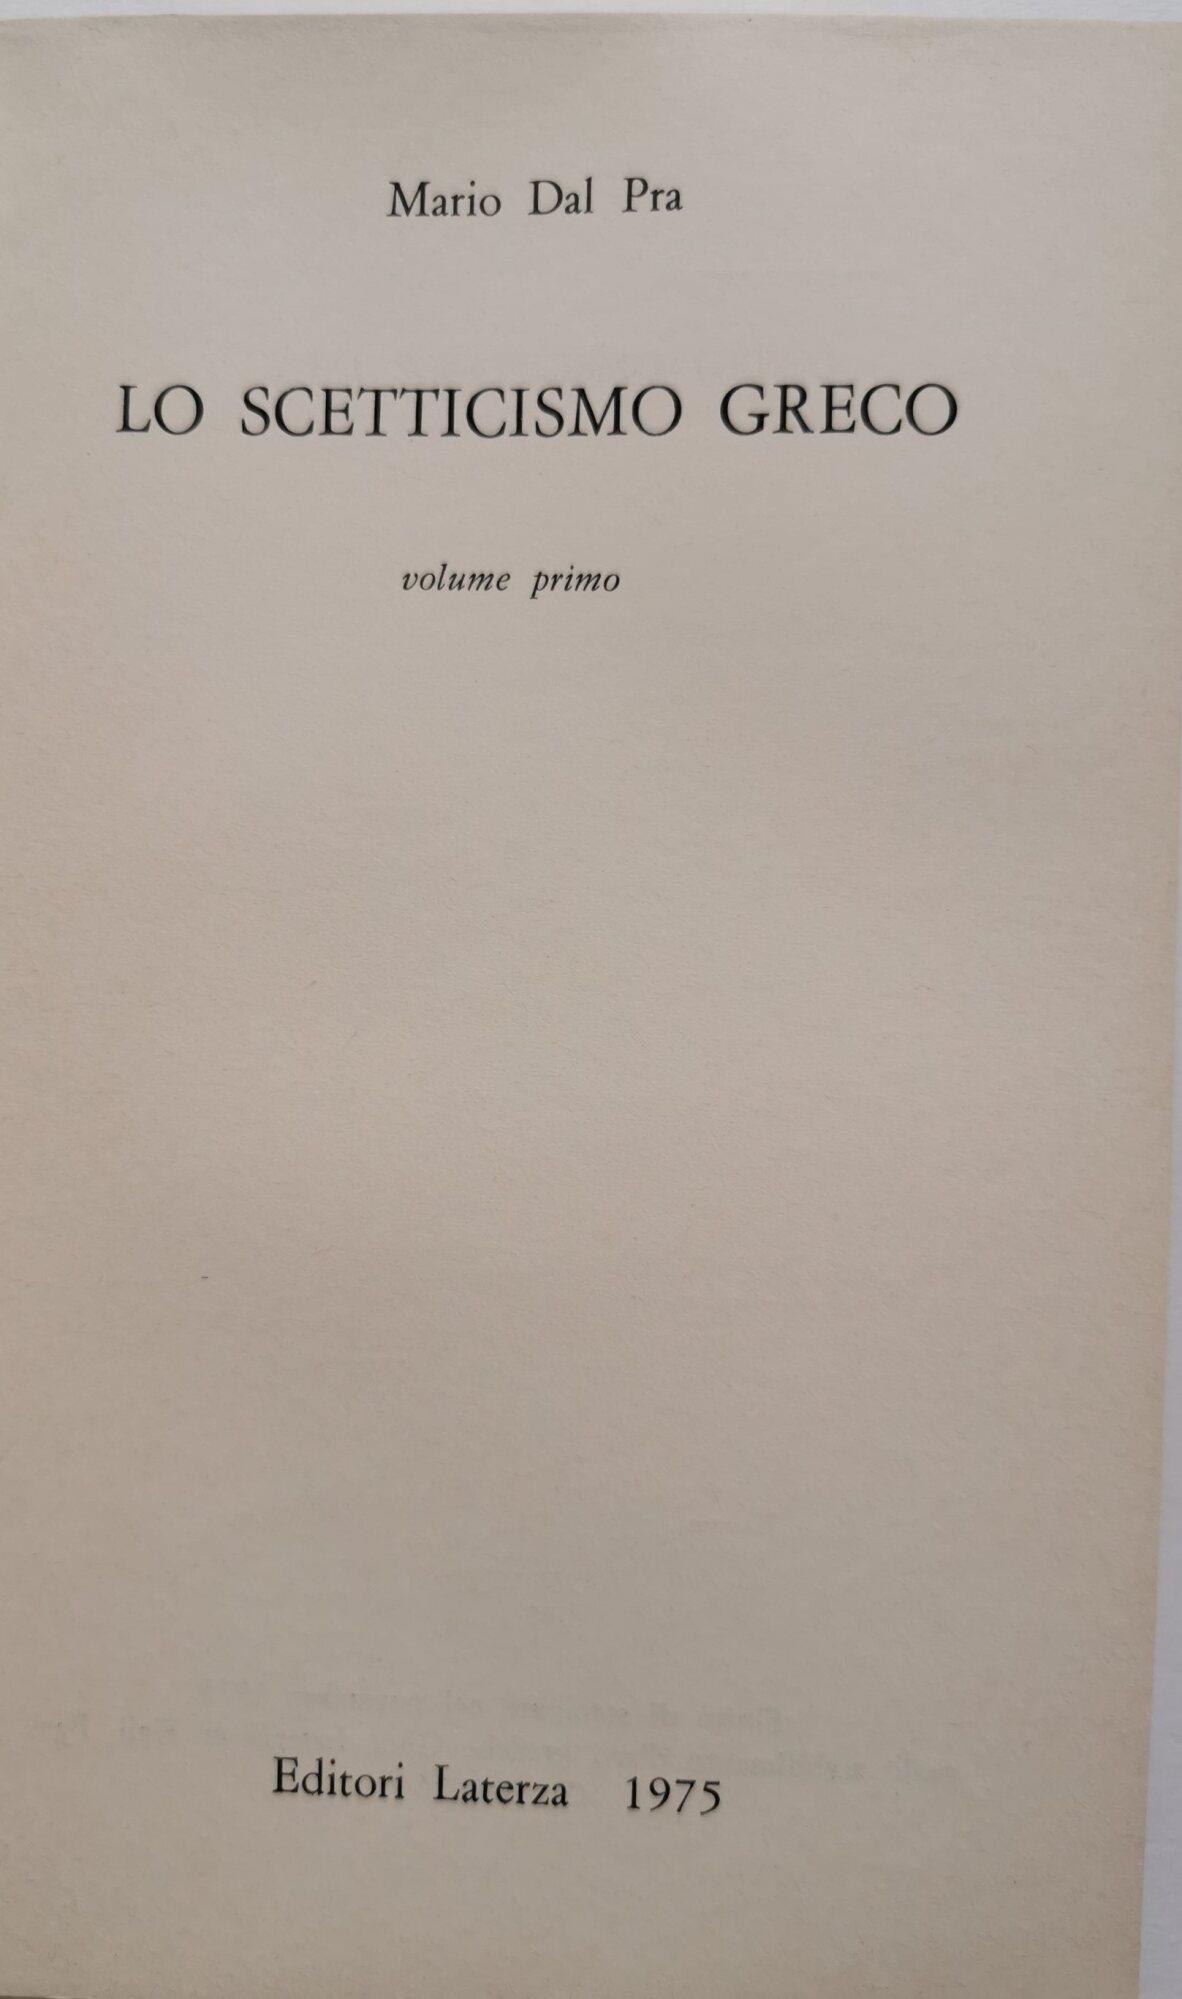 Mario Dal Pra
LO SCETTICISMO GRECO
volume primo
Editori Laterza 1975